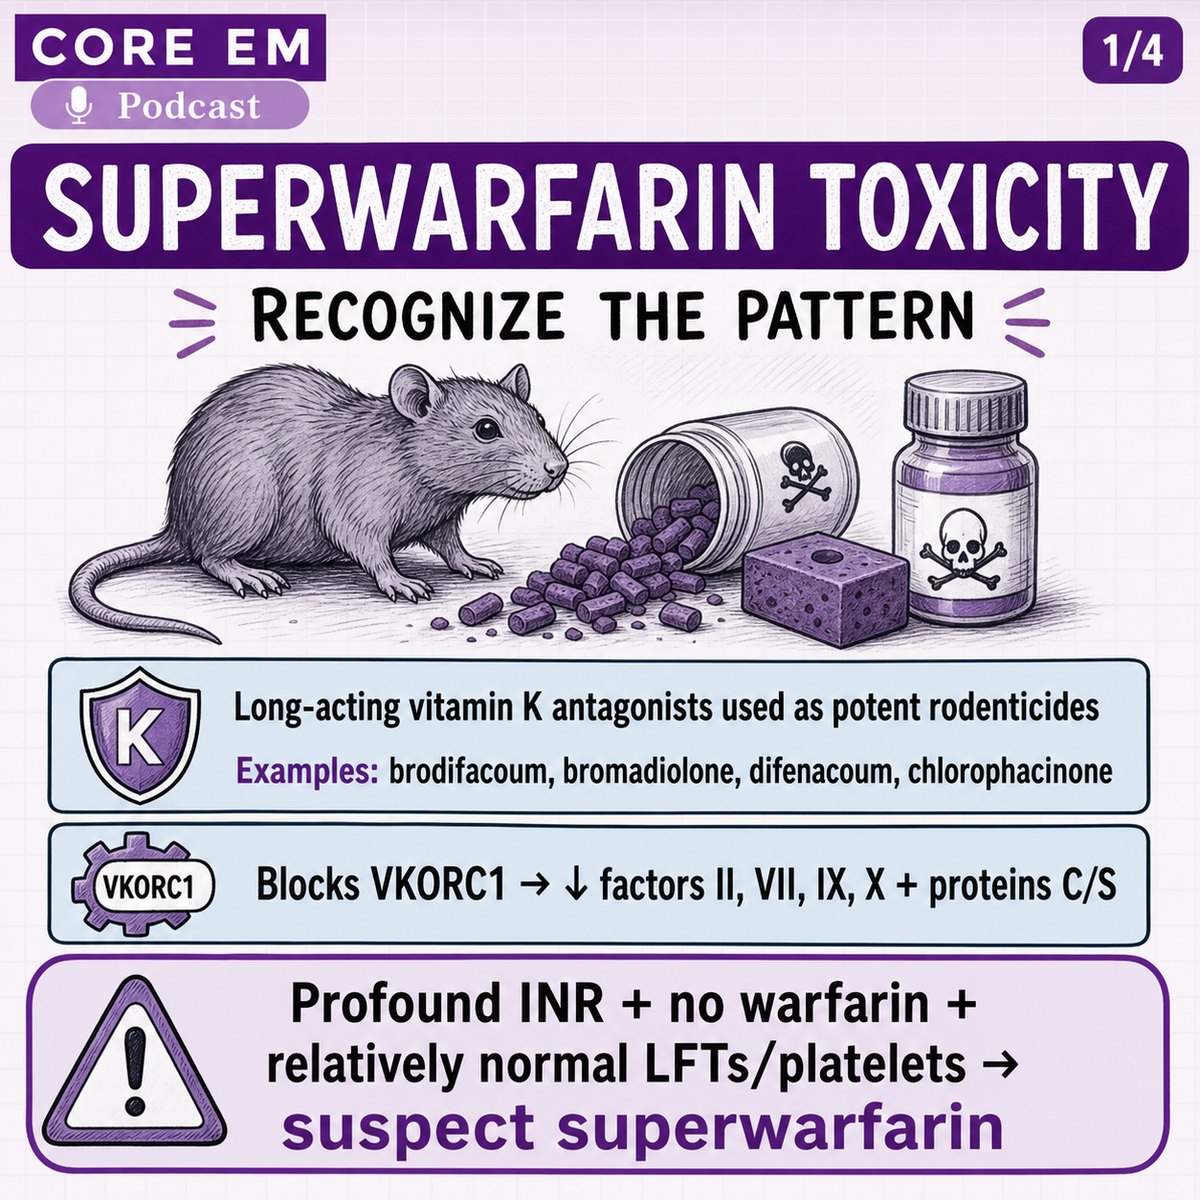 CORE EM
Podcast
1/4
SUPERWARFARIN TOXICITY
RECOGNIZE THE PATTERN
K
Long-acting vitamin K antagonists used as potent rodenticides
Examples: brodifacoum, bromadiolone, difenacoum, chlorophacinone
VKORC1
Blocks VKORC1 → ↓ factors II, VII, IX, X + proteins C/S
Profound INR + no warfarin +
relatively normal LFTs/platelets →
suspect superwarfarin